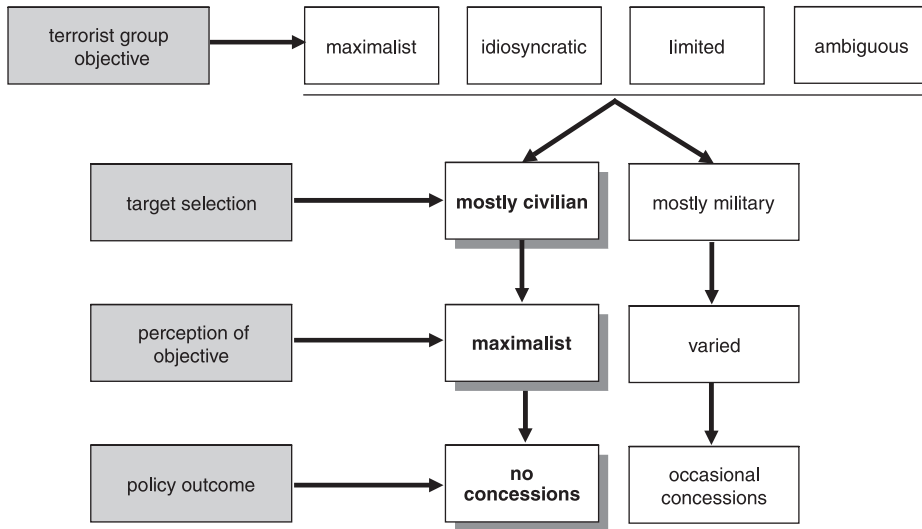 terrorist group
objective
maximalist
idiosyncratic
limited
ambiguous
target selection
mostly civilian
mostly military
perception of
objective
maximalist
varied
policy outcome
no
concessions
occasional
concessions